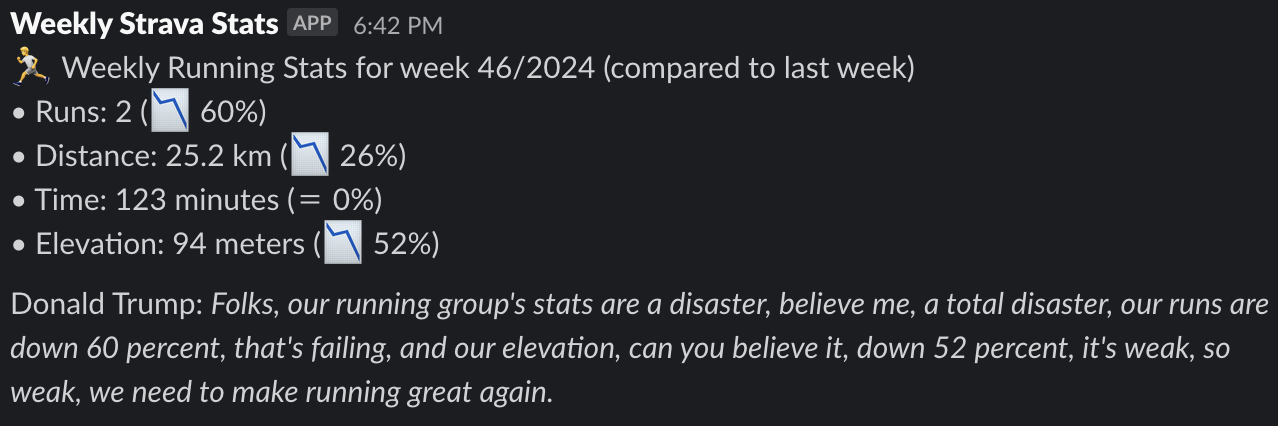 Weekly Strava Stats APP 6:42 PM
🏃 Weekly Running Stats for week 46/2024 (compared to last week)
• Runs: 2 (📉 60%)
• Distance: 25.2 km (📉 26%)
• Time: 123 minutes (= 0%)
• Elevation: 94 meters (📉 52%)
Donald Trump: Folks, our running group's stats are a disaster, believe me, a total disaster, our runs are
down 60 percent, that's failing, and our elevation, can you believe it, down 52 percent, it's weak, so
weak, we need to make running great again.